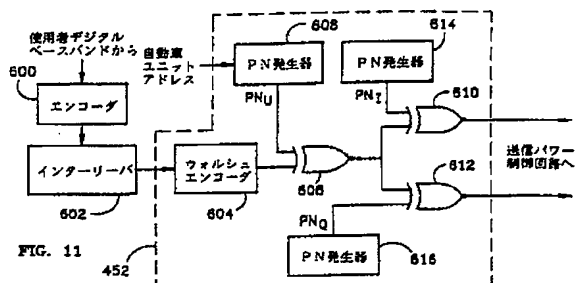 使用者デジタル
ベースバンドから
600
エンコーダ
インターリーバ
602
自動車
ユニット
アドレス
608
PN発生器
PNU
614
PN発生器
PNI
610
ウォルシュ
エンコーダ
604
606
612
送信パワー
制御回路へ
PNQ
PN発生器
616
FIG. 11
452